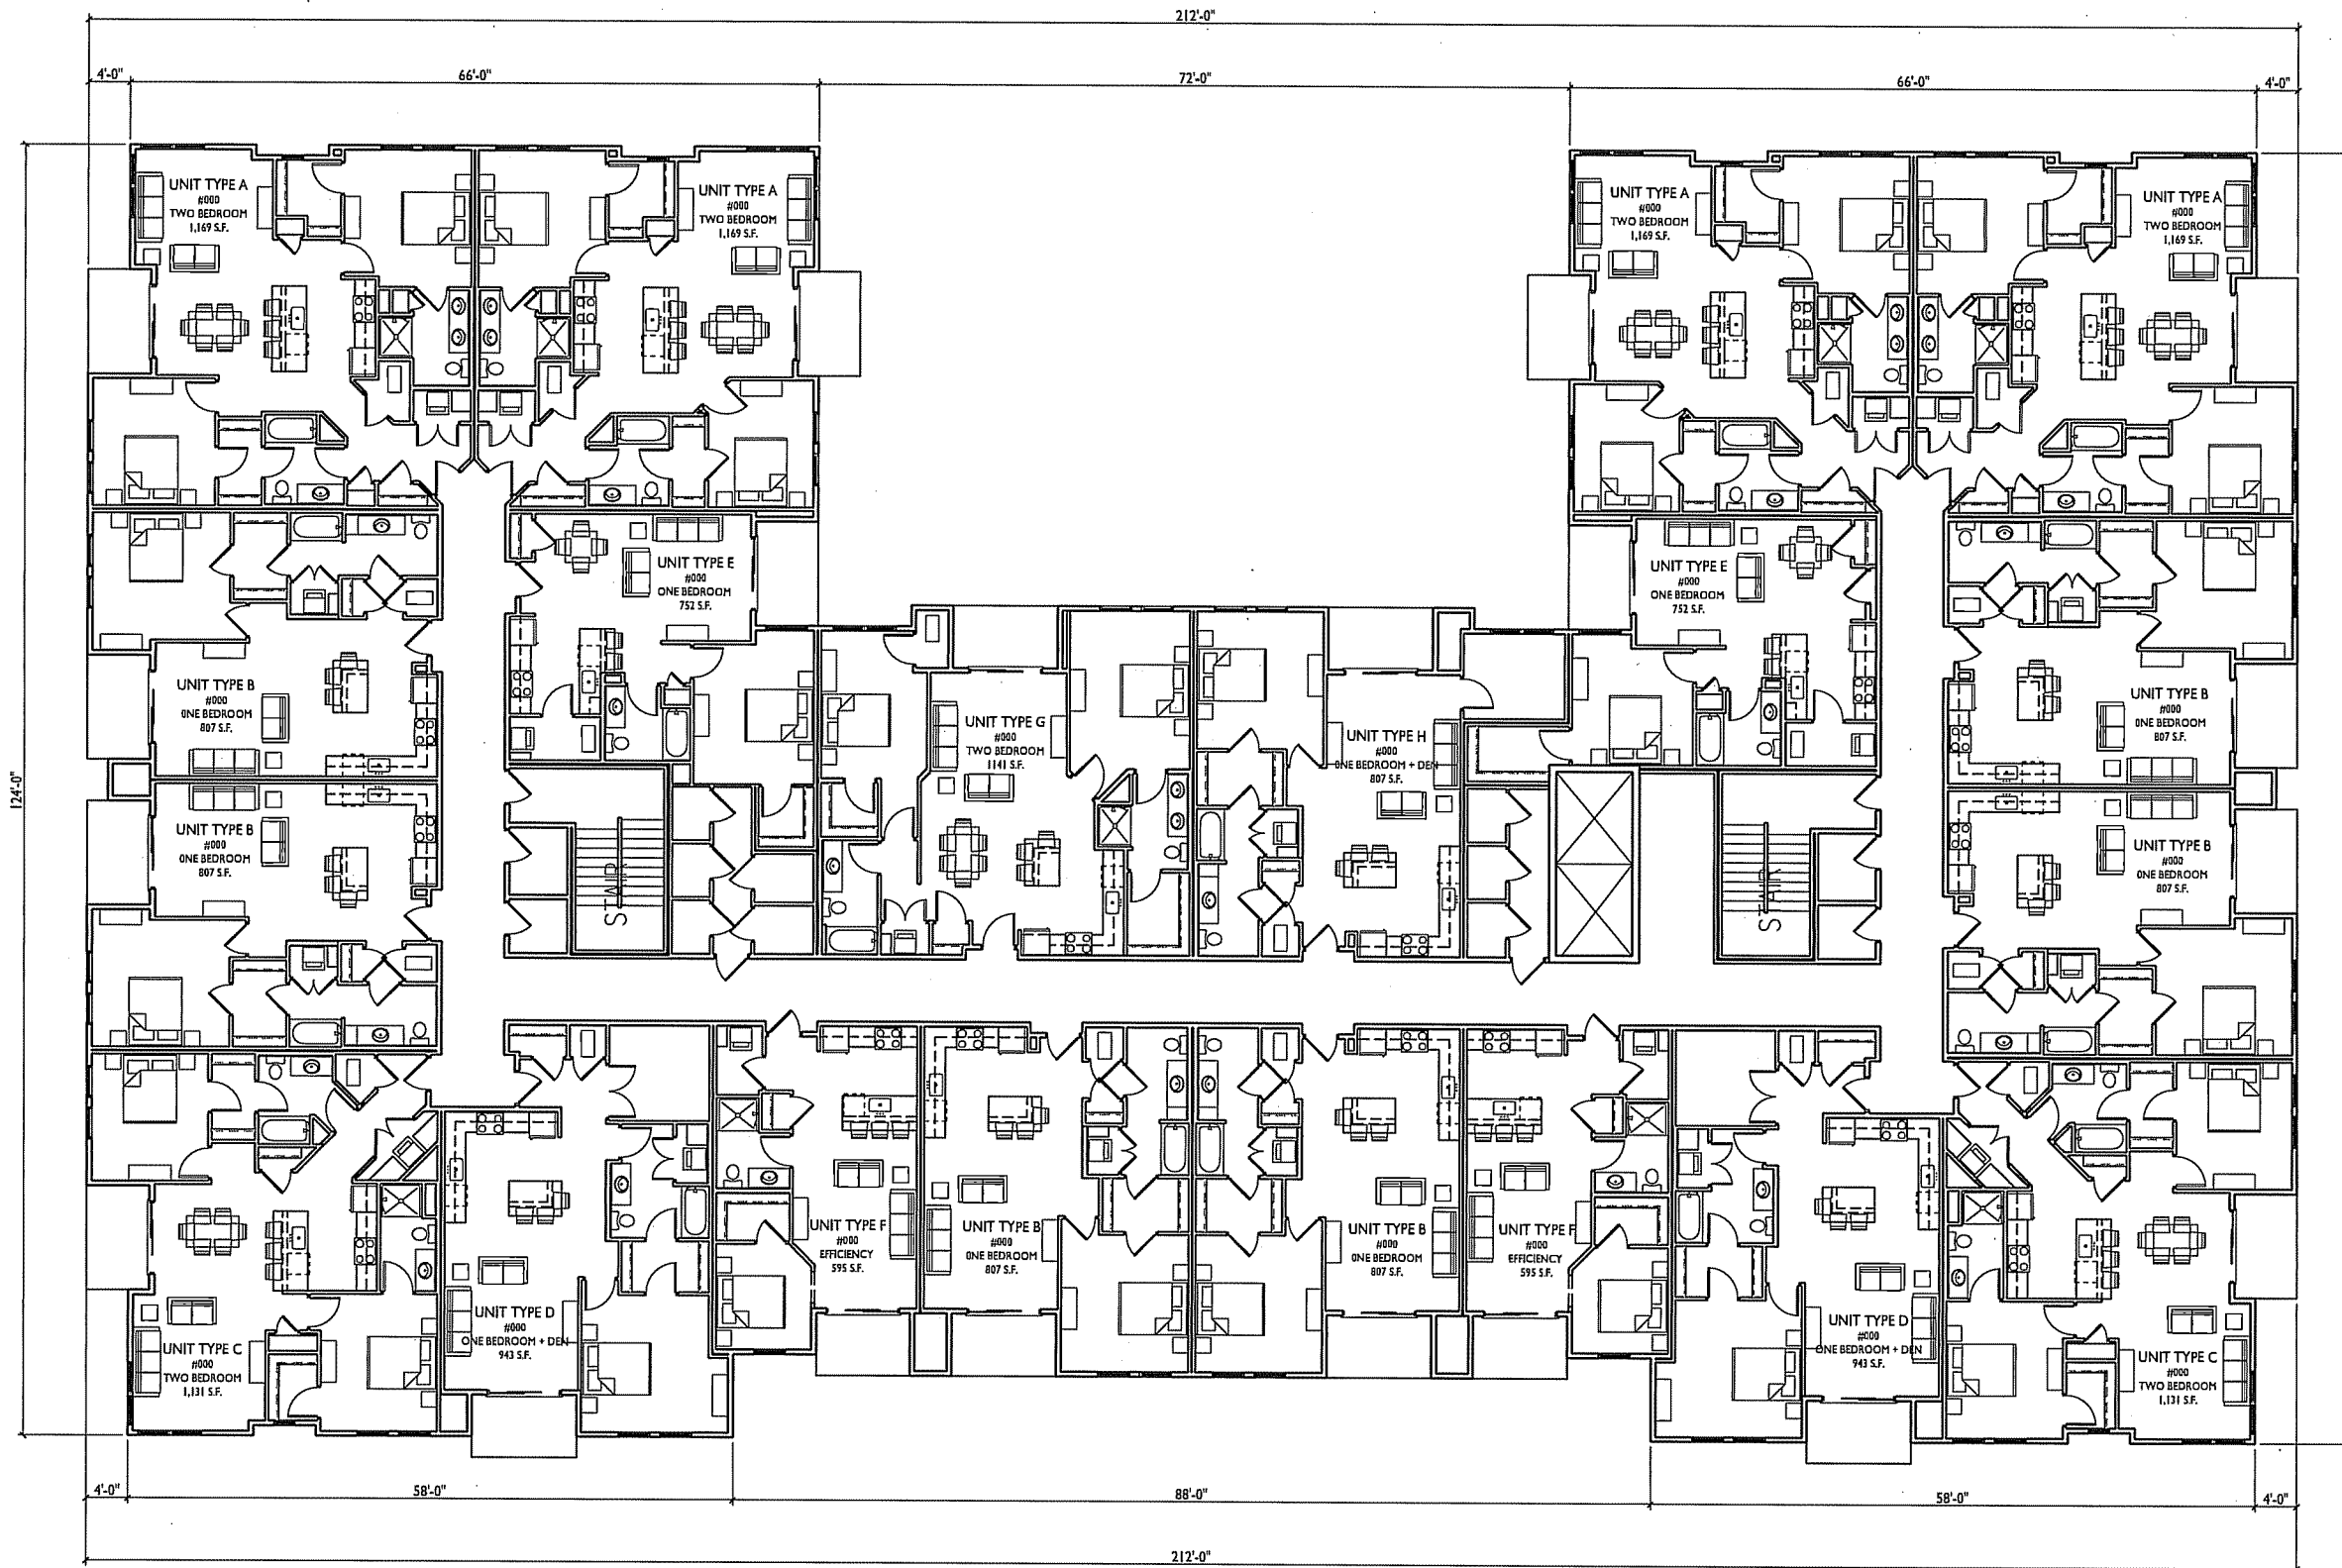 212'-0"
4'-0"
66'-0"
72'-0"
66'-0"
4'-0"
124'-0"
UNIT TYPE A
#000
TWO BEDROOM
1,169 S.F.
UNIT TYPE A
#000
TWO BEDROOM
1,169 S.F.
UNIT TYPE A
#000
TWO BEDROOM
1,169 S.F.
UNIT TYPE A
#000
TWO BEDROOM
1,169 S.F.
UNIT TYPE E
#000
ONE BEDROOM
752 S.F.
UNIT TYPE E
#000
ONE BEDROOM
752 S.F.
UNIT TYPE B
#000
ONE BEDROOM
807 S.F.
UNIT TYPE G
#000
TWO BEDROOM
1141 S.F.
UNIT TYPE H
#000
ONE BEDROOM + DEN
807 S.F.
UNIT TYPE B
#000
ONE BEDROOM
807 S.F.
UNIT TYPE B
#000
ONE BEDROOM
807 S.F.
STAIR
STAIR
UNIT TYPE B
#000
ONE BEDROOM
807 S.F.
UNIT TYPE C
#000
TWO BEDROOM
1,131 S.F.
UNIT TYPE D
#000
ONE BEDROOM + DEN
943 S.F.
UNIT TYPE F
#000
EFFICIENCY
595 S.F.
UNIT TYPE B
#000
ONE BEDROOM
807 S.F.
UNIT TYPE B
#000
ONE BEDROOM
807 S.F.
UNIT TYPE F
#000
EFFICIENCY
595 S.F.
UNIT TYPE D
#000
ONE BEDROOM + DEN
943 S.F.
UNIT TYPE C
#000
TWO BEDROOM
1,131 S.F.
4'-0"
58'-0"
88'-0"
58'-0"
4'-0"
212'-0"